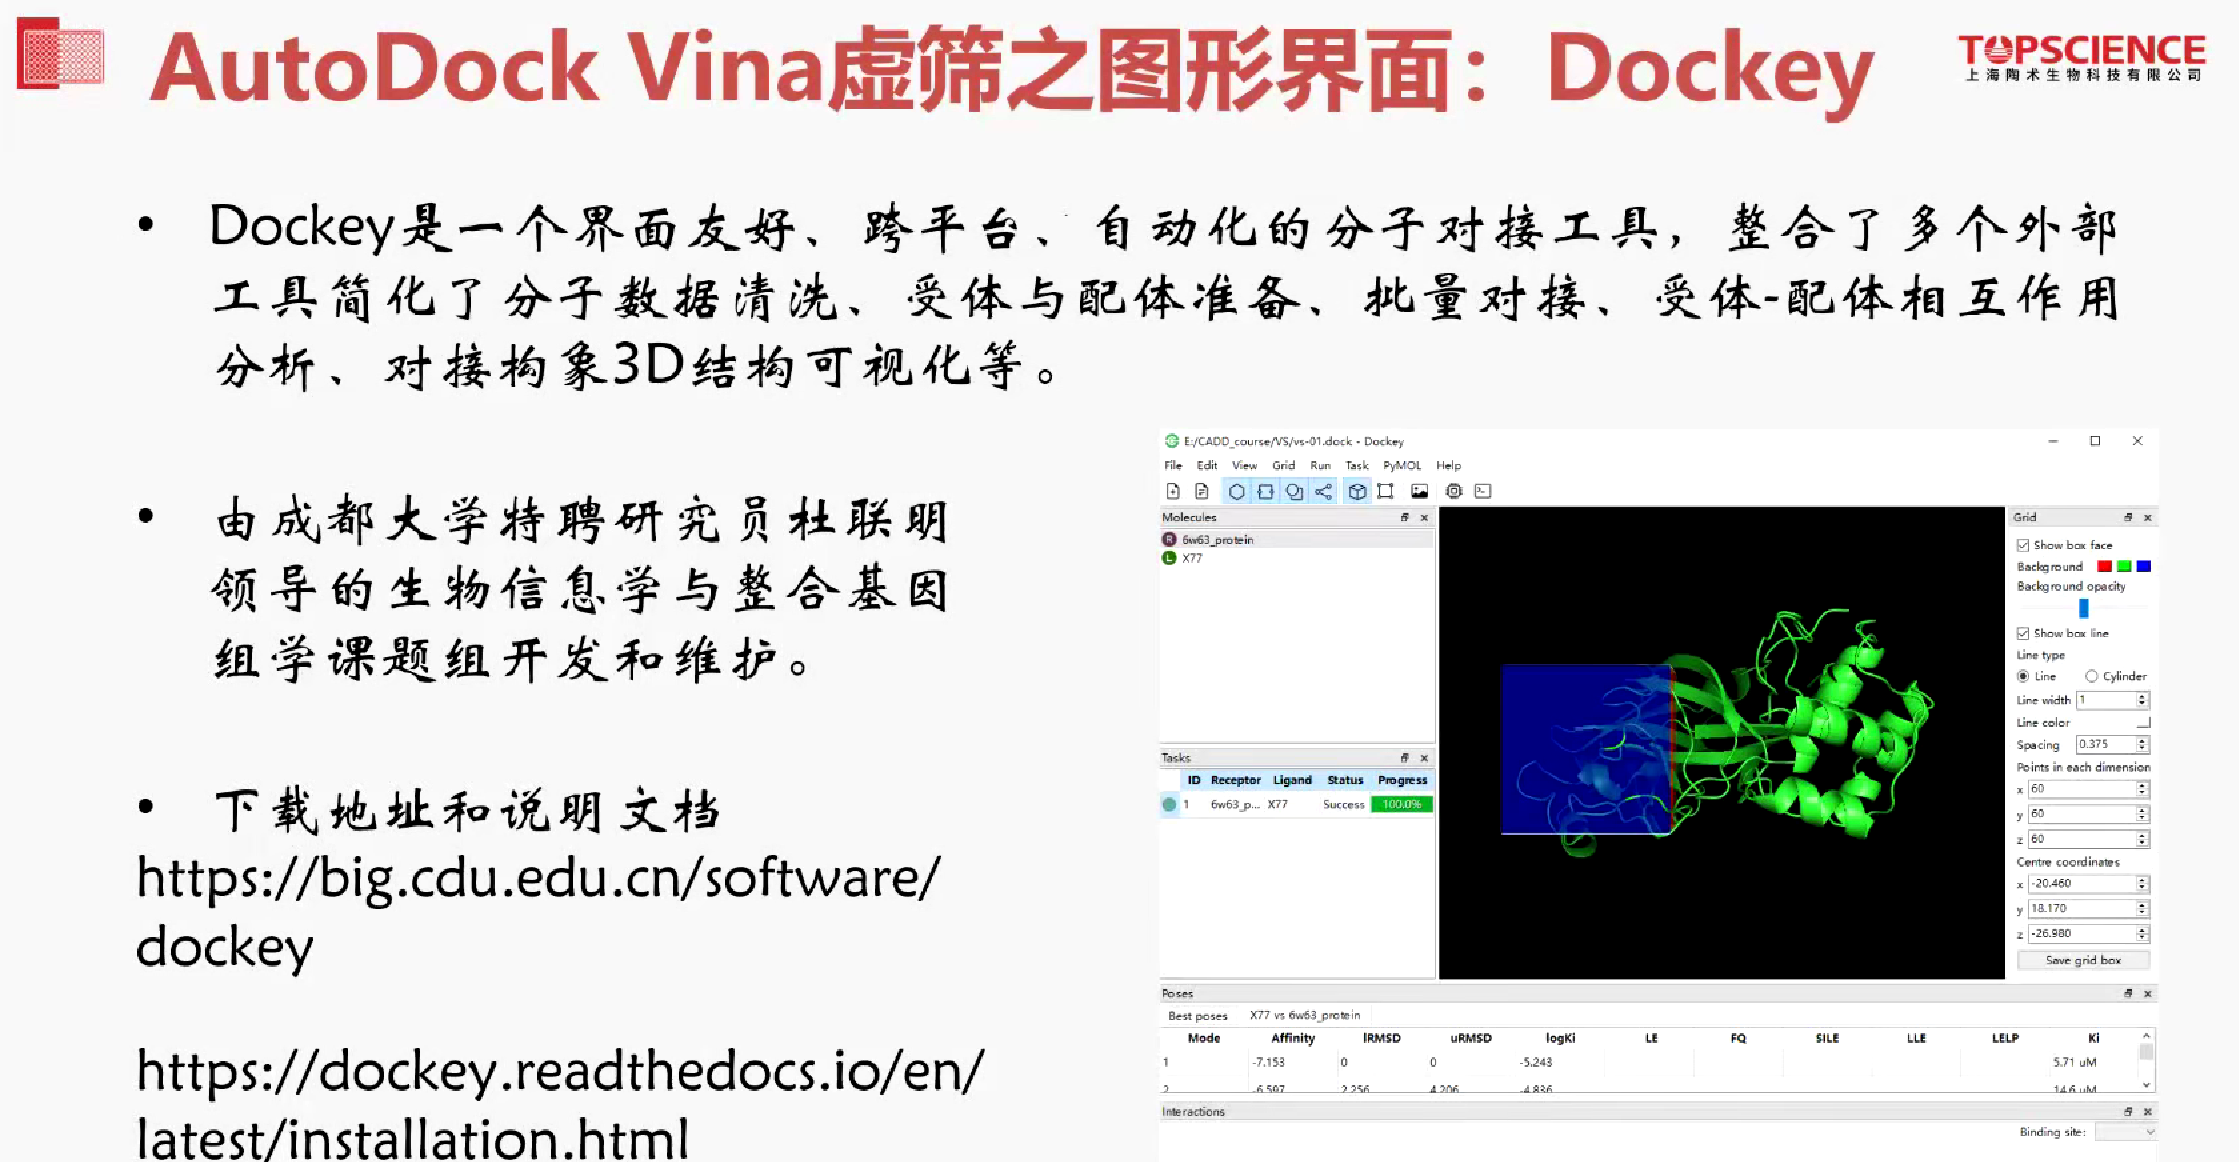 AutoDock Vina虚筛之图形界面：Dockey
TOPSCIENCE
上海陶术生物科技有限公司
• Dockey是一个界面友好、跨平台、自动化的分子对接工具，整合了多个外部
工具简化了分子数据清洗、受体与配体准备、批量对接、受体-配体相互作用
分析、对接构象3D结构可视化等。
• 由成都大学特聘研究员杜联明
领导的生物信息学与整合基因
组学课题组开发和维护。
• 下载地址和说明文档
https://big.cdu.edu.cn/software/
dockey
https://dockey.readthedocs.io/en/
latest/installation.html
E:/CADD_course/VS/vs-01.dock - Dockey
File Edit View Grid Run Task PyMOL Help
Molecules
R 6w63_protein
L X77
Tasks
ID Receptor Ligand Status Progress
1 6w63_p... X77 Success 100.0%
Grid
Show box face
Background
Background opacity
Show box line
Line type
Line Cylinder
Line width 1
Line color
Spacing 0.375
Points in each dimension
x 60
y 60
z 60
Centre coordinates
x -20.460
y 18.170
z -26.980
Save grid box
Poses
Best poses X77 vs 6w63_protein
Mode Affinity lRMSD uRMSD logKi LE FQ SILE LLE LELP Ki
1 -7.153 0 0 -5.243 5.71 uM
2 -6.597 2.256 4.206 -4.836 14.6 uM
Interactions
Binding site: